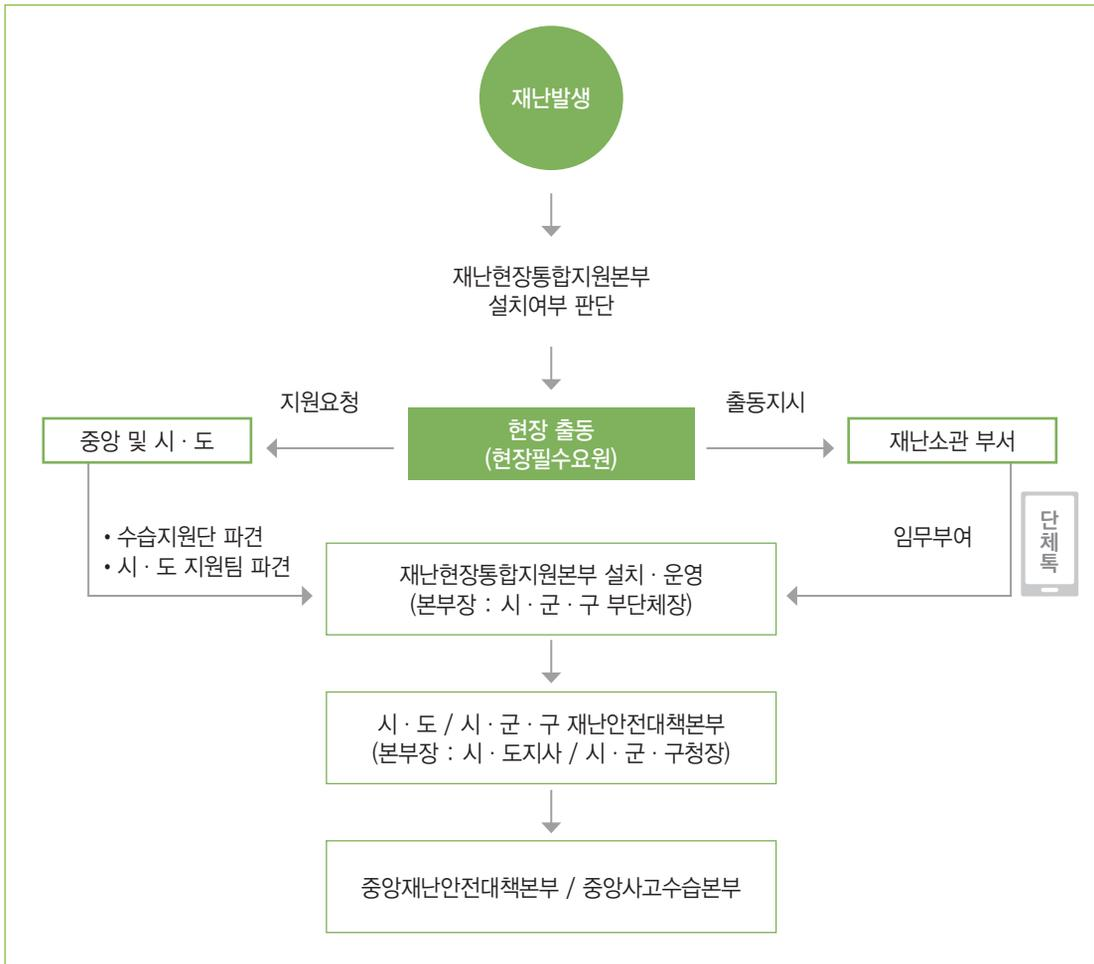 재난발생
재난현장통합지원본부
설치여부 판단
지원요청
출동지시
중앙 및 시 · 도
현장 출동
(현장필수요원)
재난소관 부서
• 수습지원단 파견
• 시 · 도 지원팀 파견
임무부여
단체톡
재난현장통합지원본부 설치 · 운영
(본부장 : 시 · 군 · 구 부단체장)
시 · 도 / 시 · 군 · 구 재난안전대책본부
(본부장 : 시 · 도지사 / 시 · 군 · 구청장)
중앙재난안전대책본부 / 중앙사고수습본부